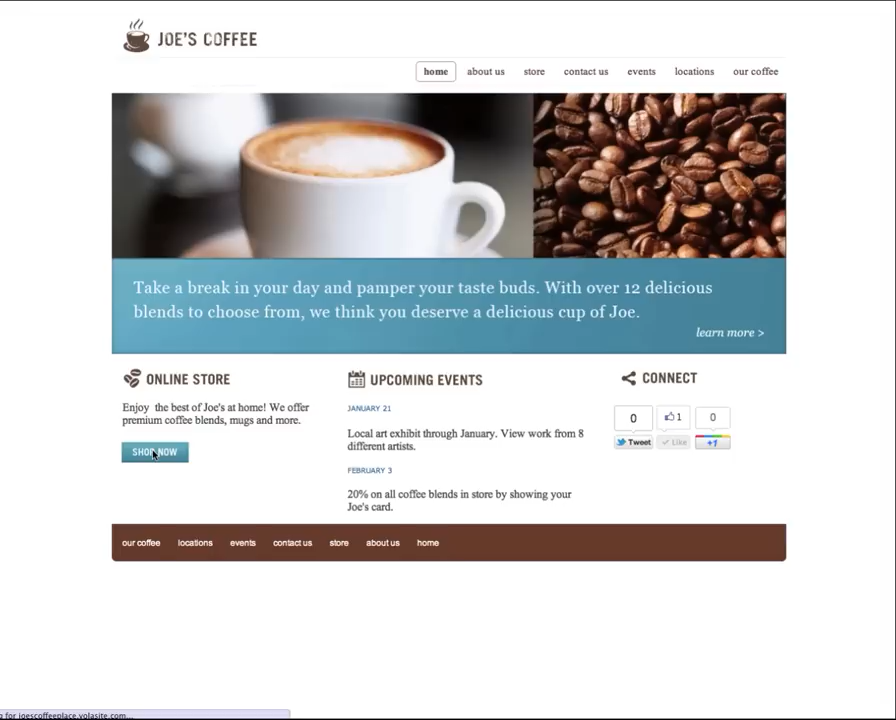 JOE'S COFFEE
home about us store contact us events locations our coffee
Take a break in your day and pamper your taste buds. With over 12 delicious
blends to choose from, we think you deserve a delicious cup of Joe.
learn more >
ONLINE STORE
Enjoy the best of Joe's at home! We offer
premium coffee blends, mugs and more.
SHOP NOW
UPCOMING EVENTS
JANUARY 21
Local art exhibit through January. View work from 8
different artists.
FEBRUARY 3
20% on all coffee blends in store by showing your
Joe's card.
CONNECT
0 1 0
Tweet Like +1
our coffee locations events contact us store about us home
g for joescoffeeplace.yolasite.com...